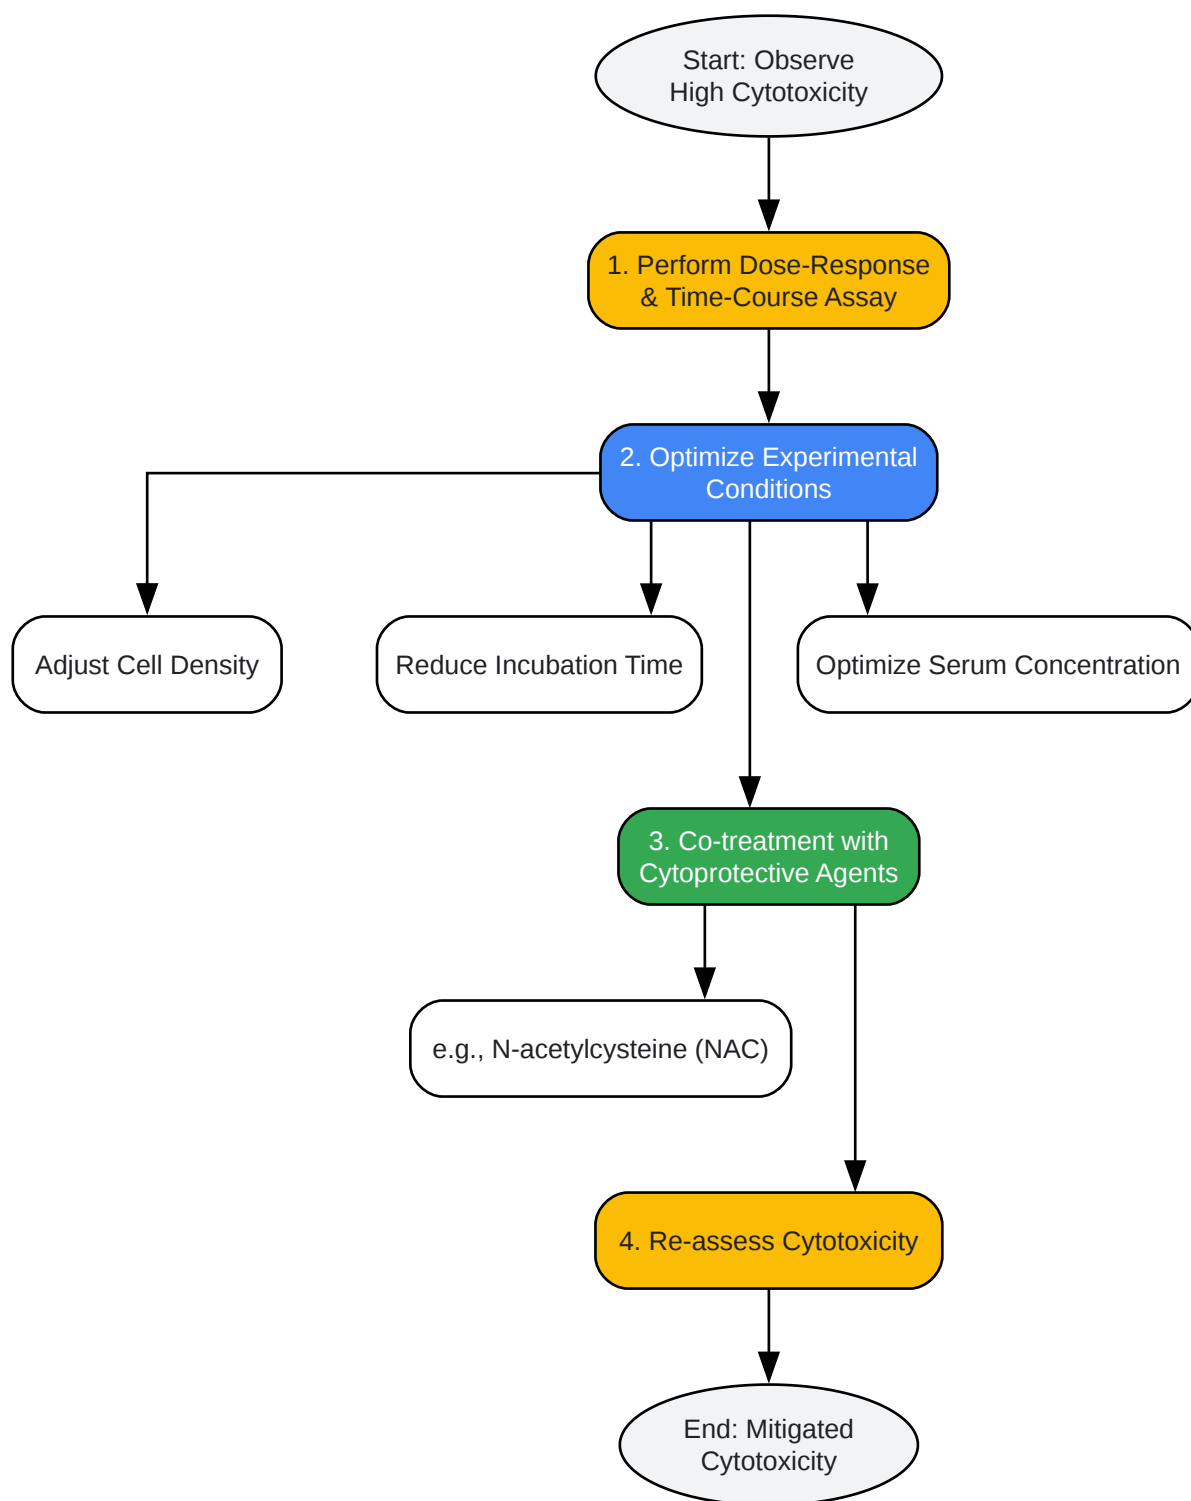 Start: Observe
High Cytotoxicity
1. Perform Dose-Response
& Time-Course Assay
2. Optimize Experimental
Conditions
Adjust Cell Density
Reduce Incubation Time
Optimize Serum Concentration
3. Co-treatment with
Cytoprotective Agents
e.g., N-acetylcysteine (NAC)
4. Re-assess Cytotoxicity
End: Mitigated
Cytotoxicity